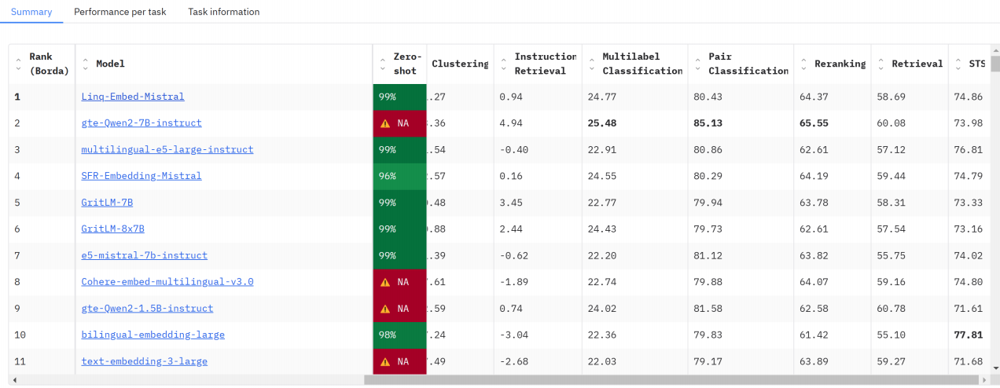 Summary Performance per task Task information
Rank (Borda) Model Zero-shot Clustering Instruction Retrieval Multilabel Classification Pair Classification Reranking Retrieval STS
1 Linq-Embed-Mistral 99% .27 0.94 24.77 80.43 64.37 58.69 74.86
2 gte-Qwen2-7B-instruct NA .36 4.94 25.48 85.13 65.55 60.08 73.98
3 multilingual-e5-large-instruct 99% .54 -0.40 22.91 80.86 62.61 57.12 76.81
4 SFR-Embedding-Mistral 96% .57 0.16 24.55 80.29 64.19 59.44 74.79
5 GritLM-7B 99% .48 3.45 22.77 79.94 63.78 58.31 73.33
6 GritLM-8x7B 99% .88 2.44 24.43 79.73 62.61 57.54 73.16
7 e5-mistral-7b-instruct 99% .39 -0.62 22.20 81.12 63.82 55.75 74.02
8 Cohere-embed-multilingual-v3.0 NA .61 -1.89 22.74 79.88 64.07 59.16 74.80
9 gte-Qwen2-1.5B-instruct NA .59 0.74 24.02 81.58 62.58 60.78 71.61
10 bilingual-embedding-large 98% .24 -3.04 22.36 79.83 61.42 55.10 77.81
11 text-embedding-3-large NA .49 -2.68 22.03 79.17 63.89 59.27 71.68